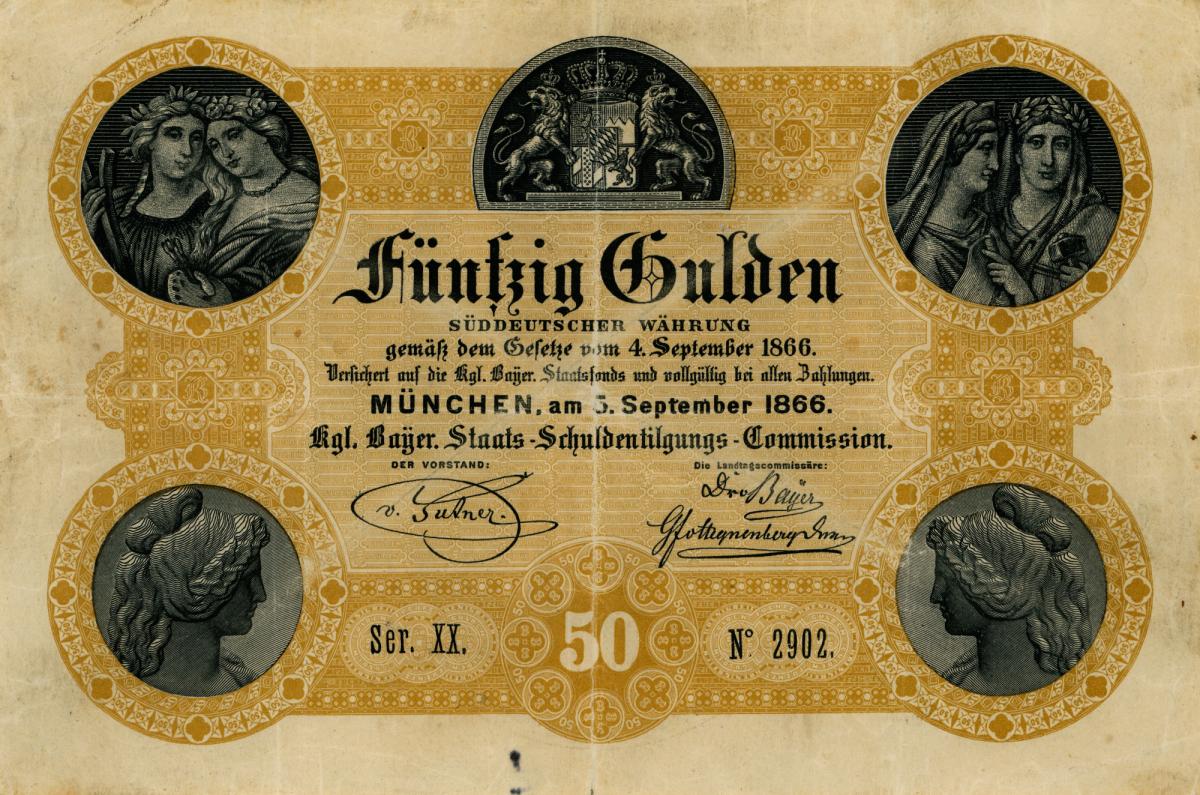 Fünfzig Gulden
SÜDDEUTSCHER WÄHRUNG
gemäß dem Gesetze vom 4. September 1866.
Versichert auf die Kgl. Bayer. Staatsfonds und vollgültig bei allen Zahlungen.
MÜNCHEN, am 5. September 1866.
Kgl. Bayer. Staats-Schuldentilgungs-Commission.
DER VORSTAND:
Die Landtagscommissäre:
v. Sutner.
Bayer
Ser. XX.
50
No. 2902.